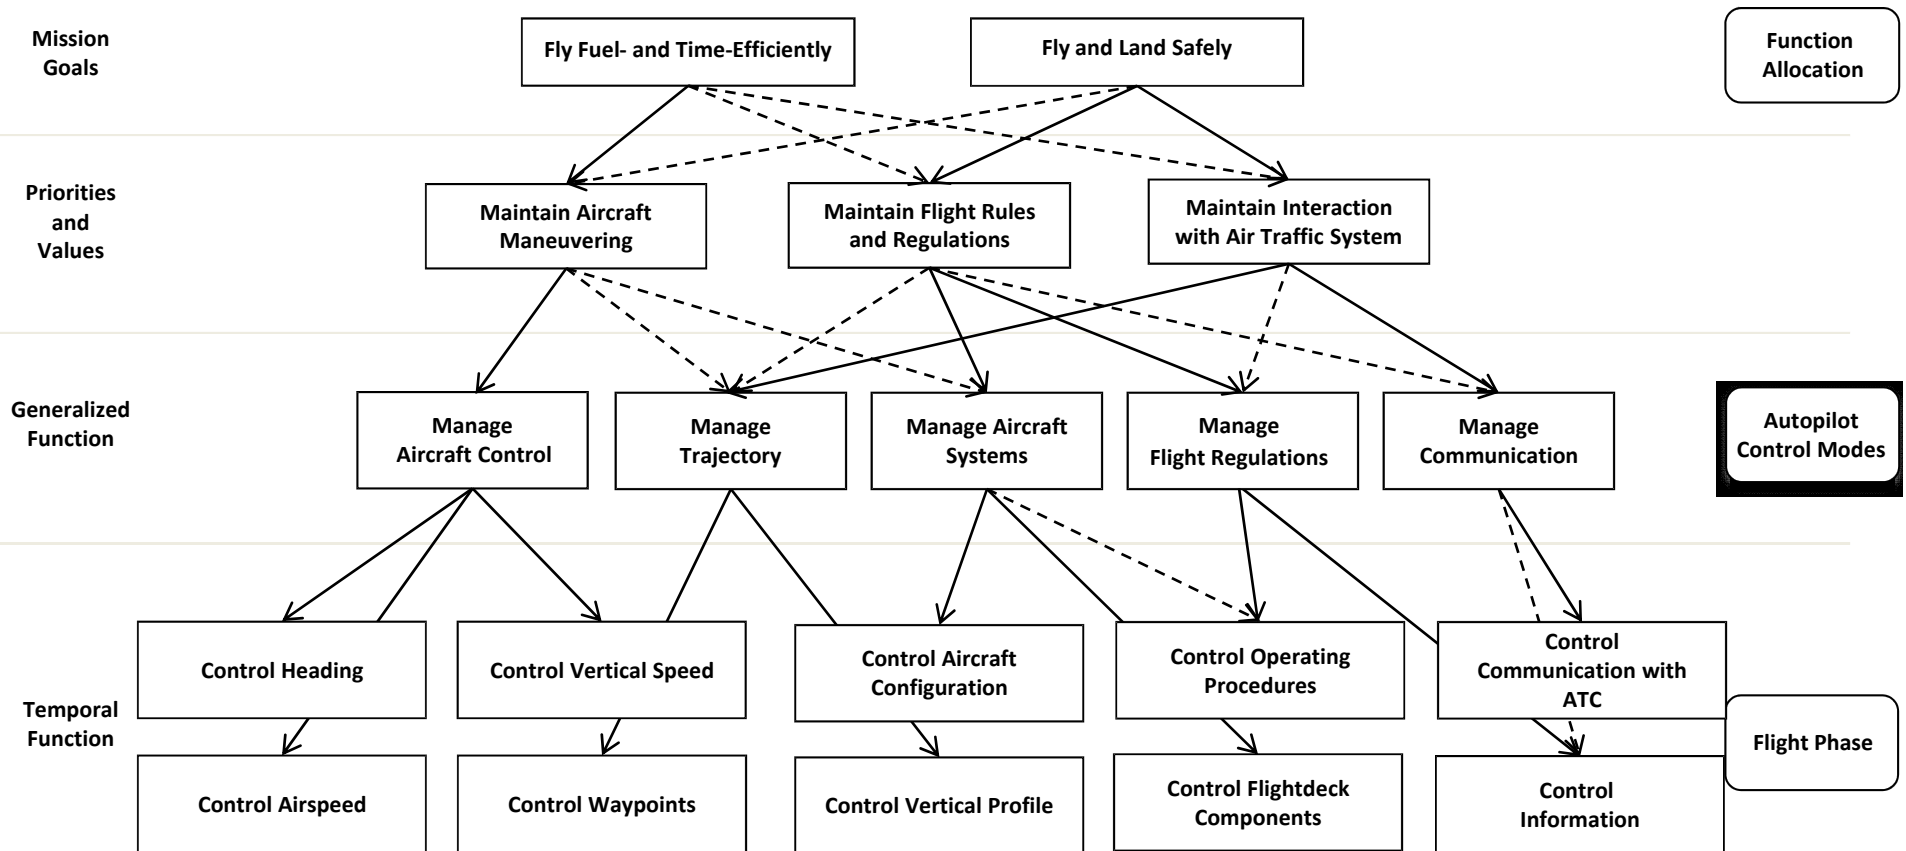 Mission
Goals
Fly Fuel- and Time-Efficiently
Fly and Land Safely
Function
Allocation
Priorities
and
Values
Maintain Aircraft
Maneuvering
Maintain Flight Rules
and Regulations
Maintain Interaction
with Air Traffic System
Generalized
Function
Manage
Aircraft Control
Manage
Trajectory
Manage Aircraft
Systems
Manage
Flight Regulations
Manage
Communication
Autopilot
Control Modes
Temporal
Function
Control Heading
Control Vertical Speed
Control Aircraft
Configuration
Control Operating
Procedures
Control
Communication with
ATC
Flight Phase
Control Airspeed
Control Waypoints
Control Vertical Profile
Control Flightdeck
Components
Control
Information